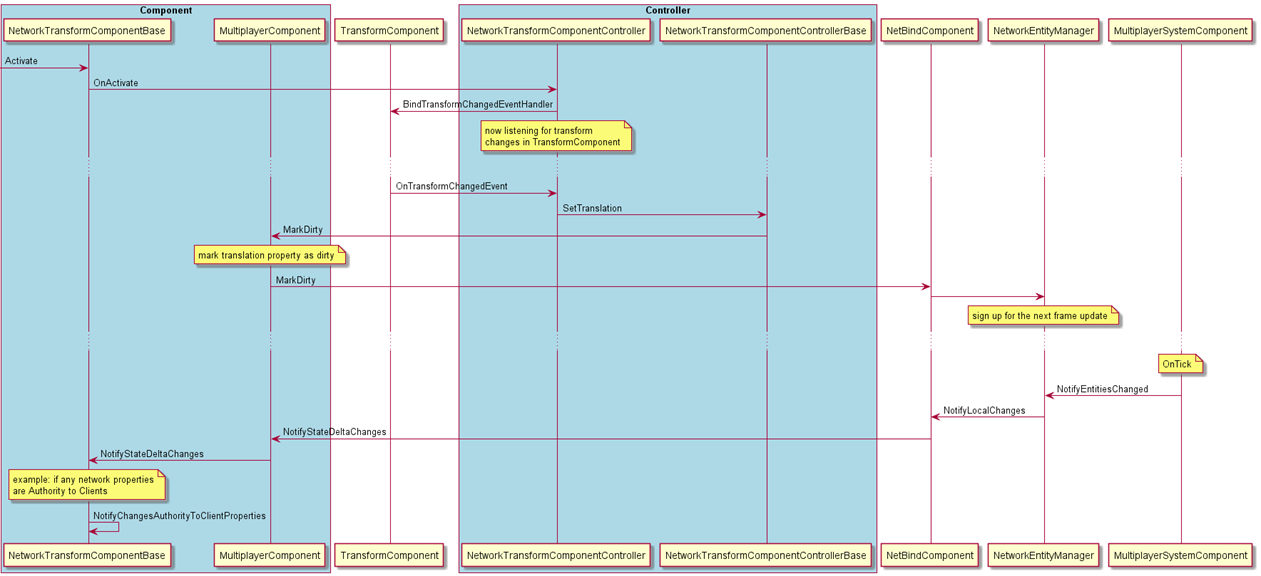 Component
Controller
NetworkTransformComponentBase
MultiplayerComponent
TransformComponent
NetworkTransformComponentController
NetworkTransformComponentControllerBase
NetBindComponent
NetworkEntityManager
MultiplayerSystemComponent
Activate
OnActivate
BindTransformChangedEventHandler
now listening for transform
changes in TransformComponent
OnTransformChangedEvent
SetTranslation
MarkDirty
mark translation property as dirty
MarkDirty
sign up for the next frame update
OnTick
NotifyEntitiesChanged
NotifyLocalChanges
NotifyStateDeltaChanges
NotifyStateDeltaChanges
example: if any network properties
are Authority to Clients
NotifyChangesAuthorityToClientProperties
NetworkTransformComponentBase
MultiplayerComponent
TransformComponent
NetworkTransformComponentController
NetworkTransformComponentControllerBase
NetBindComponent
NetworkEntityManager
MultiplayerSystemComponent